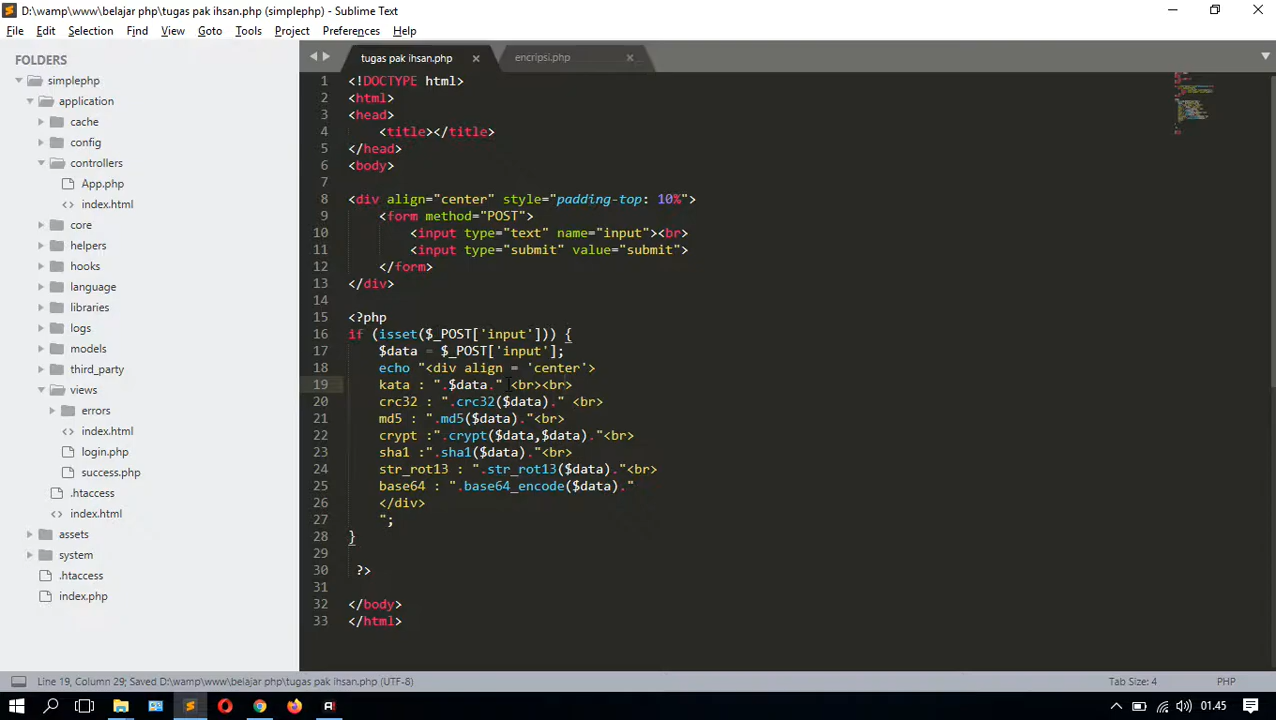 D:\wamp\www\belajar php\tugas pak ihsan.php (simplephp) - Sublime Text
File Edit Selection Find View Goto Tools Project Preferences Help
FOLDERS
simplephp
application
cache
config
controllers
App.php
index.html
core
helpers
hooks
language
libraries
logs
models
third_party
views
errors
index.html
login.php
success.php
.htaccess
index.html
assets
system
.htaccess
index.php
tugas pak ihsan.php encripsi.php
1 <!DOCTYPE html>
2 <html>
3 <head>
4 <title></title>
5 </head>
6 <body>
7
8 <div align="center" style="padding-top: 10%">
9 <form method="POST">
10 <input type="text" name="input"><br>
11 <input type="submit" value="submit">
12 </form>
13 </div>
14
15 <?php
16 if (isset($_POST['input'])) {
17 $data = $_POST['input'];
18 echo "<div align = 'center'>
19 kata : ".$data." <br><br>
20 crc32 : ".crc32($data)." <br>
21 md5 : ".md5($data)."<br>
22 crypt :".crypt($data,$data)."<br>
23 sha1 :".sha1($data)."<br>
24 str_rot13 : ".str_rot13($data)."<br>
25 base64 : ".base64_encode($data)."
26 </div>
27 ";
28 }
29
30 ?>
31
32 </body>
33 </html>
Line 19, Column 29; Saved D:\wamp\www\belajar php\tugas pak ihsan.php (UTF-8) Tab Size: 4 PHP
01.45